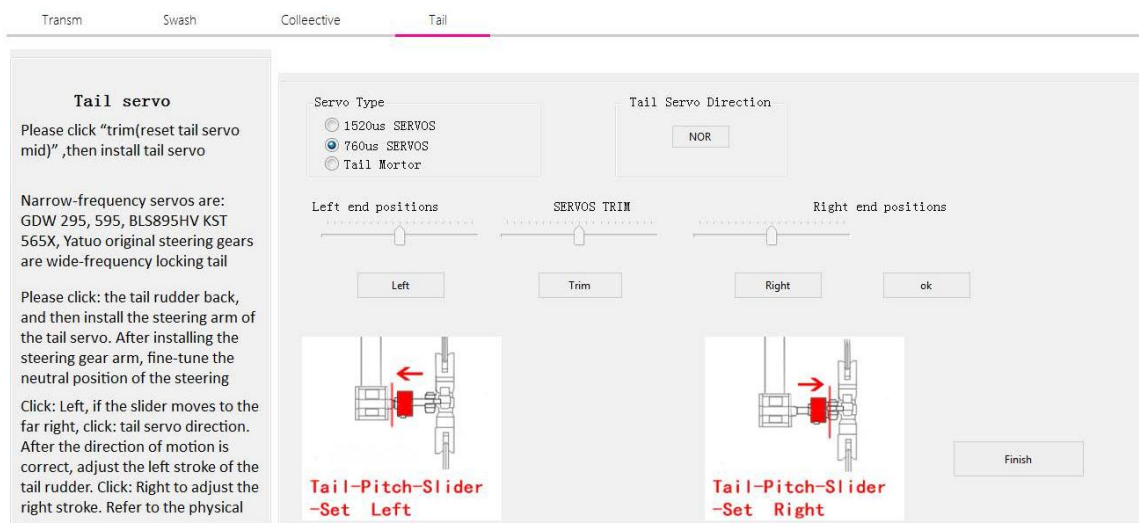 Transm Swash Colleective Tail
Tail servo
Please click “trim(reset tail servo
mid)” ,then install tail servo
Narrow-frequency servos are:
GDW 295, 595, BLS895HV KST
565X, Yatuo original steering gears
are wide-frequency locking tail
Please click: the tail rudder back,
and then install the steering arm of
the tail servo. After installing the
steering gear arm, fine-tune the
neutral position of the steering
Click: Left, if the slider moves to the
far right, click: tail servo direction.
After the direction of motion is
correct, adjust the left stroke of the
tail rudder. Click: Right to adjust the
right stroke. Refer to the physical
Servo Type
1520us SERVOS
760us SERVOS
Tail Mortor
Tail Servo Direction
NOR
Left end positions SERVOS TRIM Right end positions
Left Trim Right ok
Tail-Pitch-Slider
-Set Left
Tail-Pitch-Slider
-Set Right
Finish